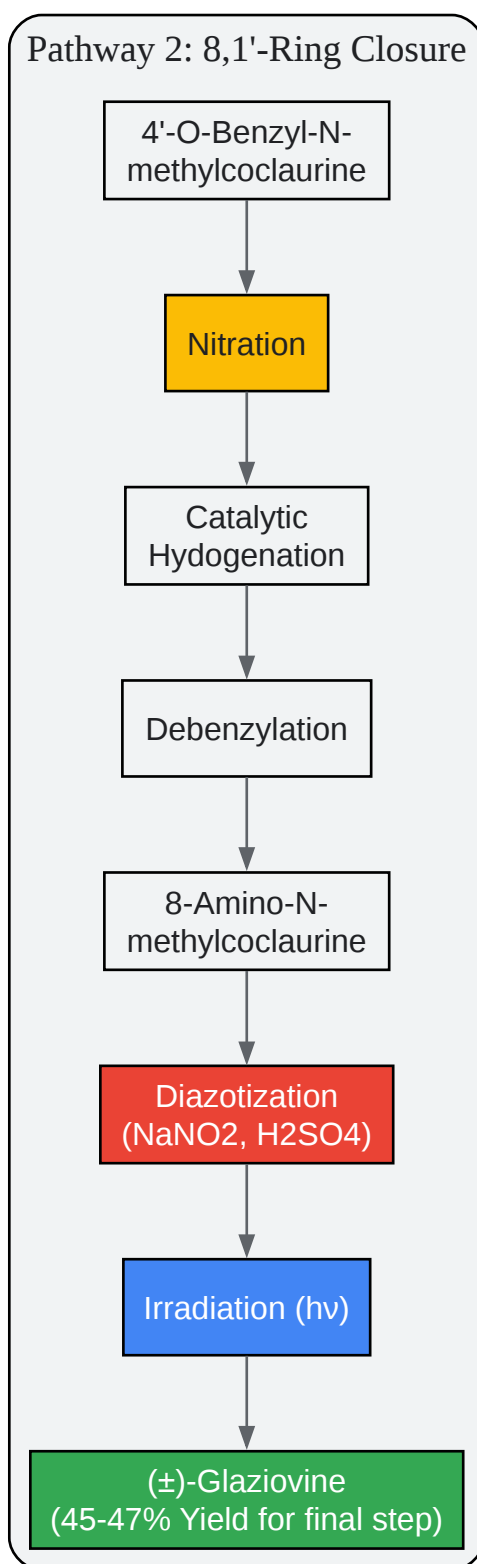 Pathway 2: 8,1'-Ring Closure
4'-O-Benzyl-N-
methylcoclaurine
Nitration
Catalytic
Hydogenation
Debenzylation
8-Amino-N-
methylcoclaurine
Diazotization
(NaNO2, H2SO4)
Irradiation (hν)
(±)-Glaziovine
(45-47% Yield for final step)